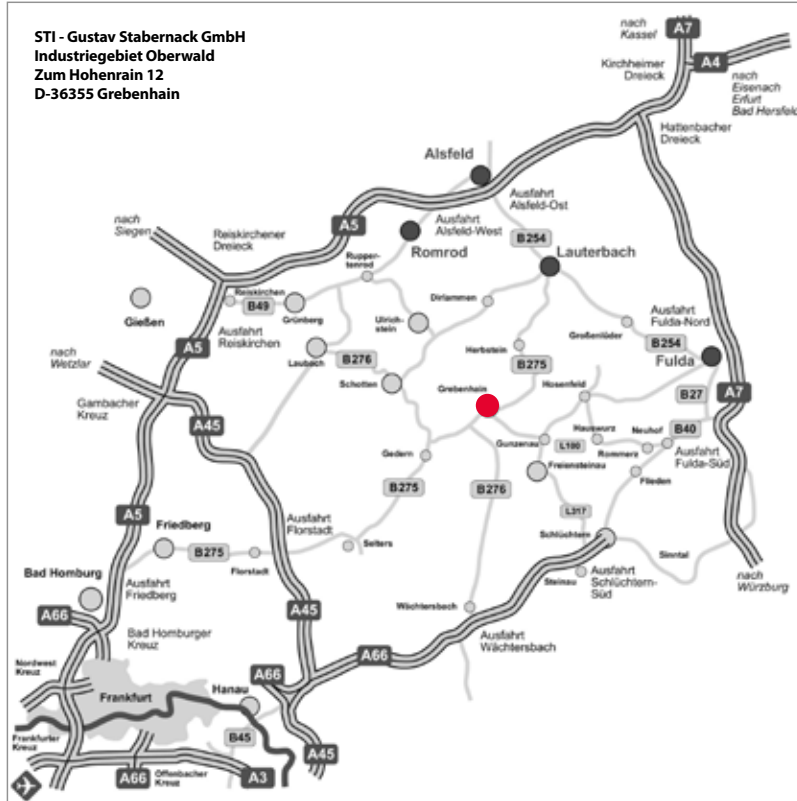 STI - Gustav Stabernack GmbH
Industriegebiet Oberwald
Zum Hohenrain 12
D-36355 Grebenhain
nach
Kassel
A7
Kirchheimer
Dreieck
A4
nach
Eisenach
Erfurt
Bad Hersfeld
Hattenbacher
Dreieck
Alsfeld
Ausfahrt
Alsfeld-Ost
Ausfahrt
Alsfeld-West
nach
Siegen
Reiskirchener
Dreieck
A5
Romrod
B254
Lauterbach
Ruppertenrod
Reiskirchen
B49
Grünberg
Gießen
Ulrichstein
Dirlammen
Großenlüder
Ausfahrt
Fulda-Nord
B254
Fulda
Ausfahrt
Reiskirchen
A5
nach
Wetzlar
Laubach
B276
Schotten
Herbstein
B275
Grebenhain
Hosenfeld
B27
A7
Gambacher
Kreuz
A45
Gedern
Gunzenau
L180
Hauswurz
Neuhof
B40
Rommerz
Ausfahrt
Fulda-Süd
Freiensteinau
Flieden
B275
B276
L317
A5
Friedberg
Ausfahrt
Florstadt
B275
Florstadt
Selters
Schlüchtern
Sinntal
Steinau
Ausfahrt
Schlüchtern-
Süd
nach
Würzburg
Bad Homburg
Ausfahrt
Friedberg
A66
A45
Wächtersbach
Ausfahrt
Wächtersbach
Bad Homburger
Kreuz
A66
A66
Nordwest
Kreuz
Frankfurt
Hanau
Frankfurter
Kreuz
B45
A45
A66
Offenbacher
Kreuz
A3